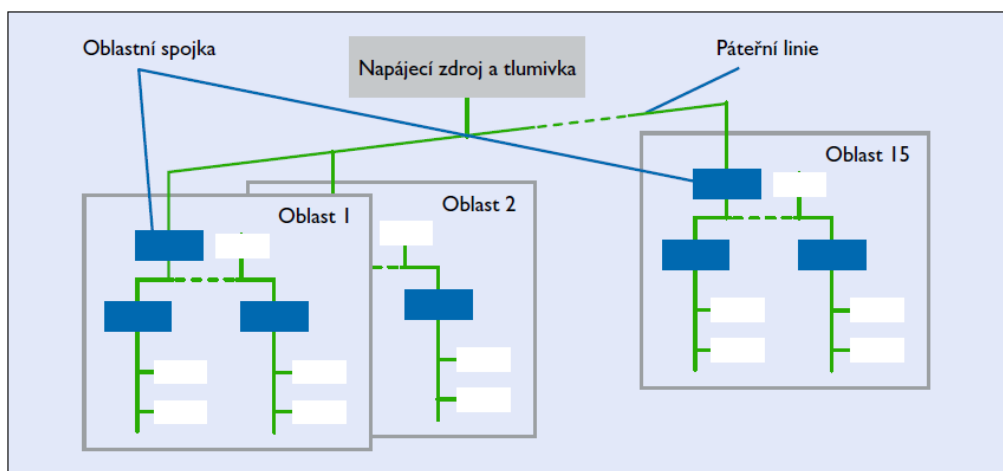 Oblastní spojka
Napájecí zdroj a tlumivka
Páteřní linie
Oblast 1
Oblast 2
Oblast 15